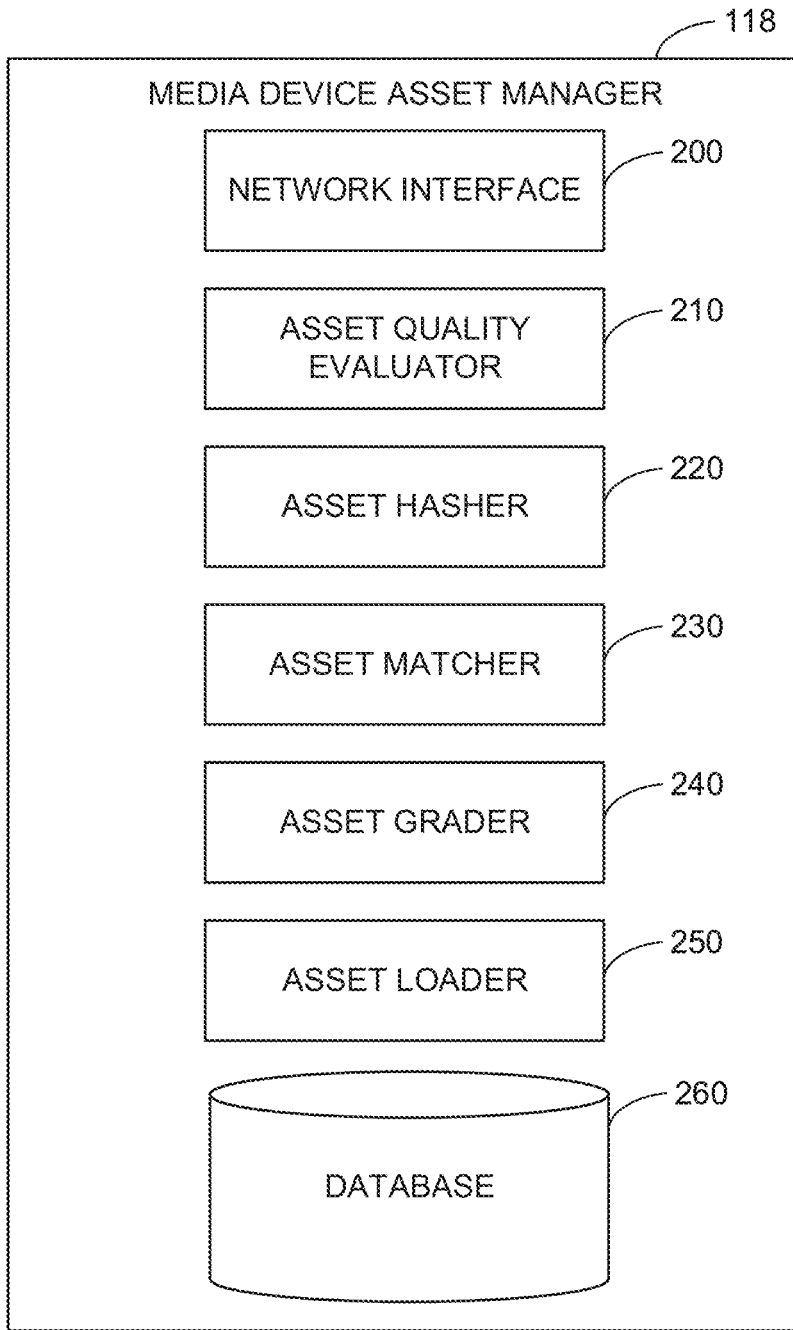 118
MEDIA DEVICE ASSET MANAGER
NETWORK INTERFACE
200
ASSET QUALITY
EVALUATOR
210
ASSET HASHER
220
ASSET MATCHER
230
ASSET GRADER
240
ASSET LOADER
250
DATABASE
260